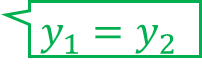 y₁ = y₂